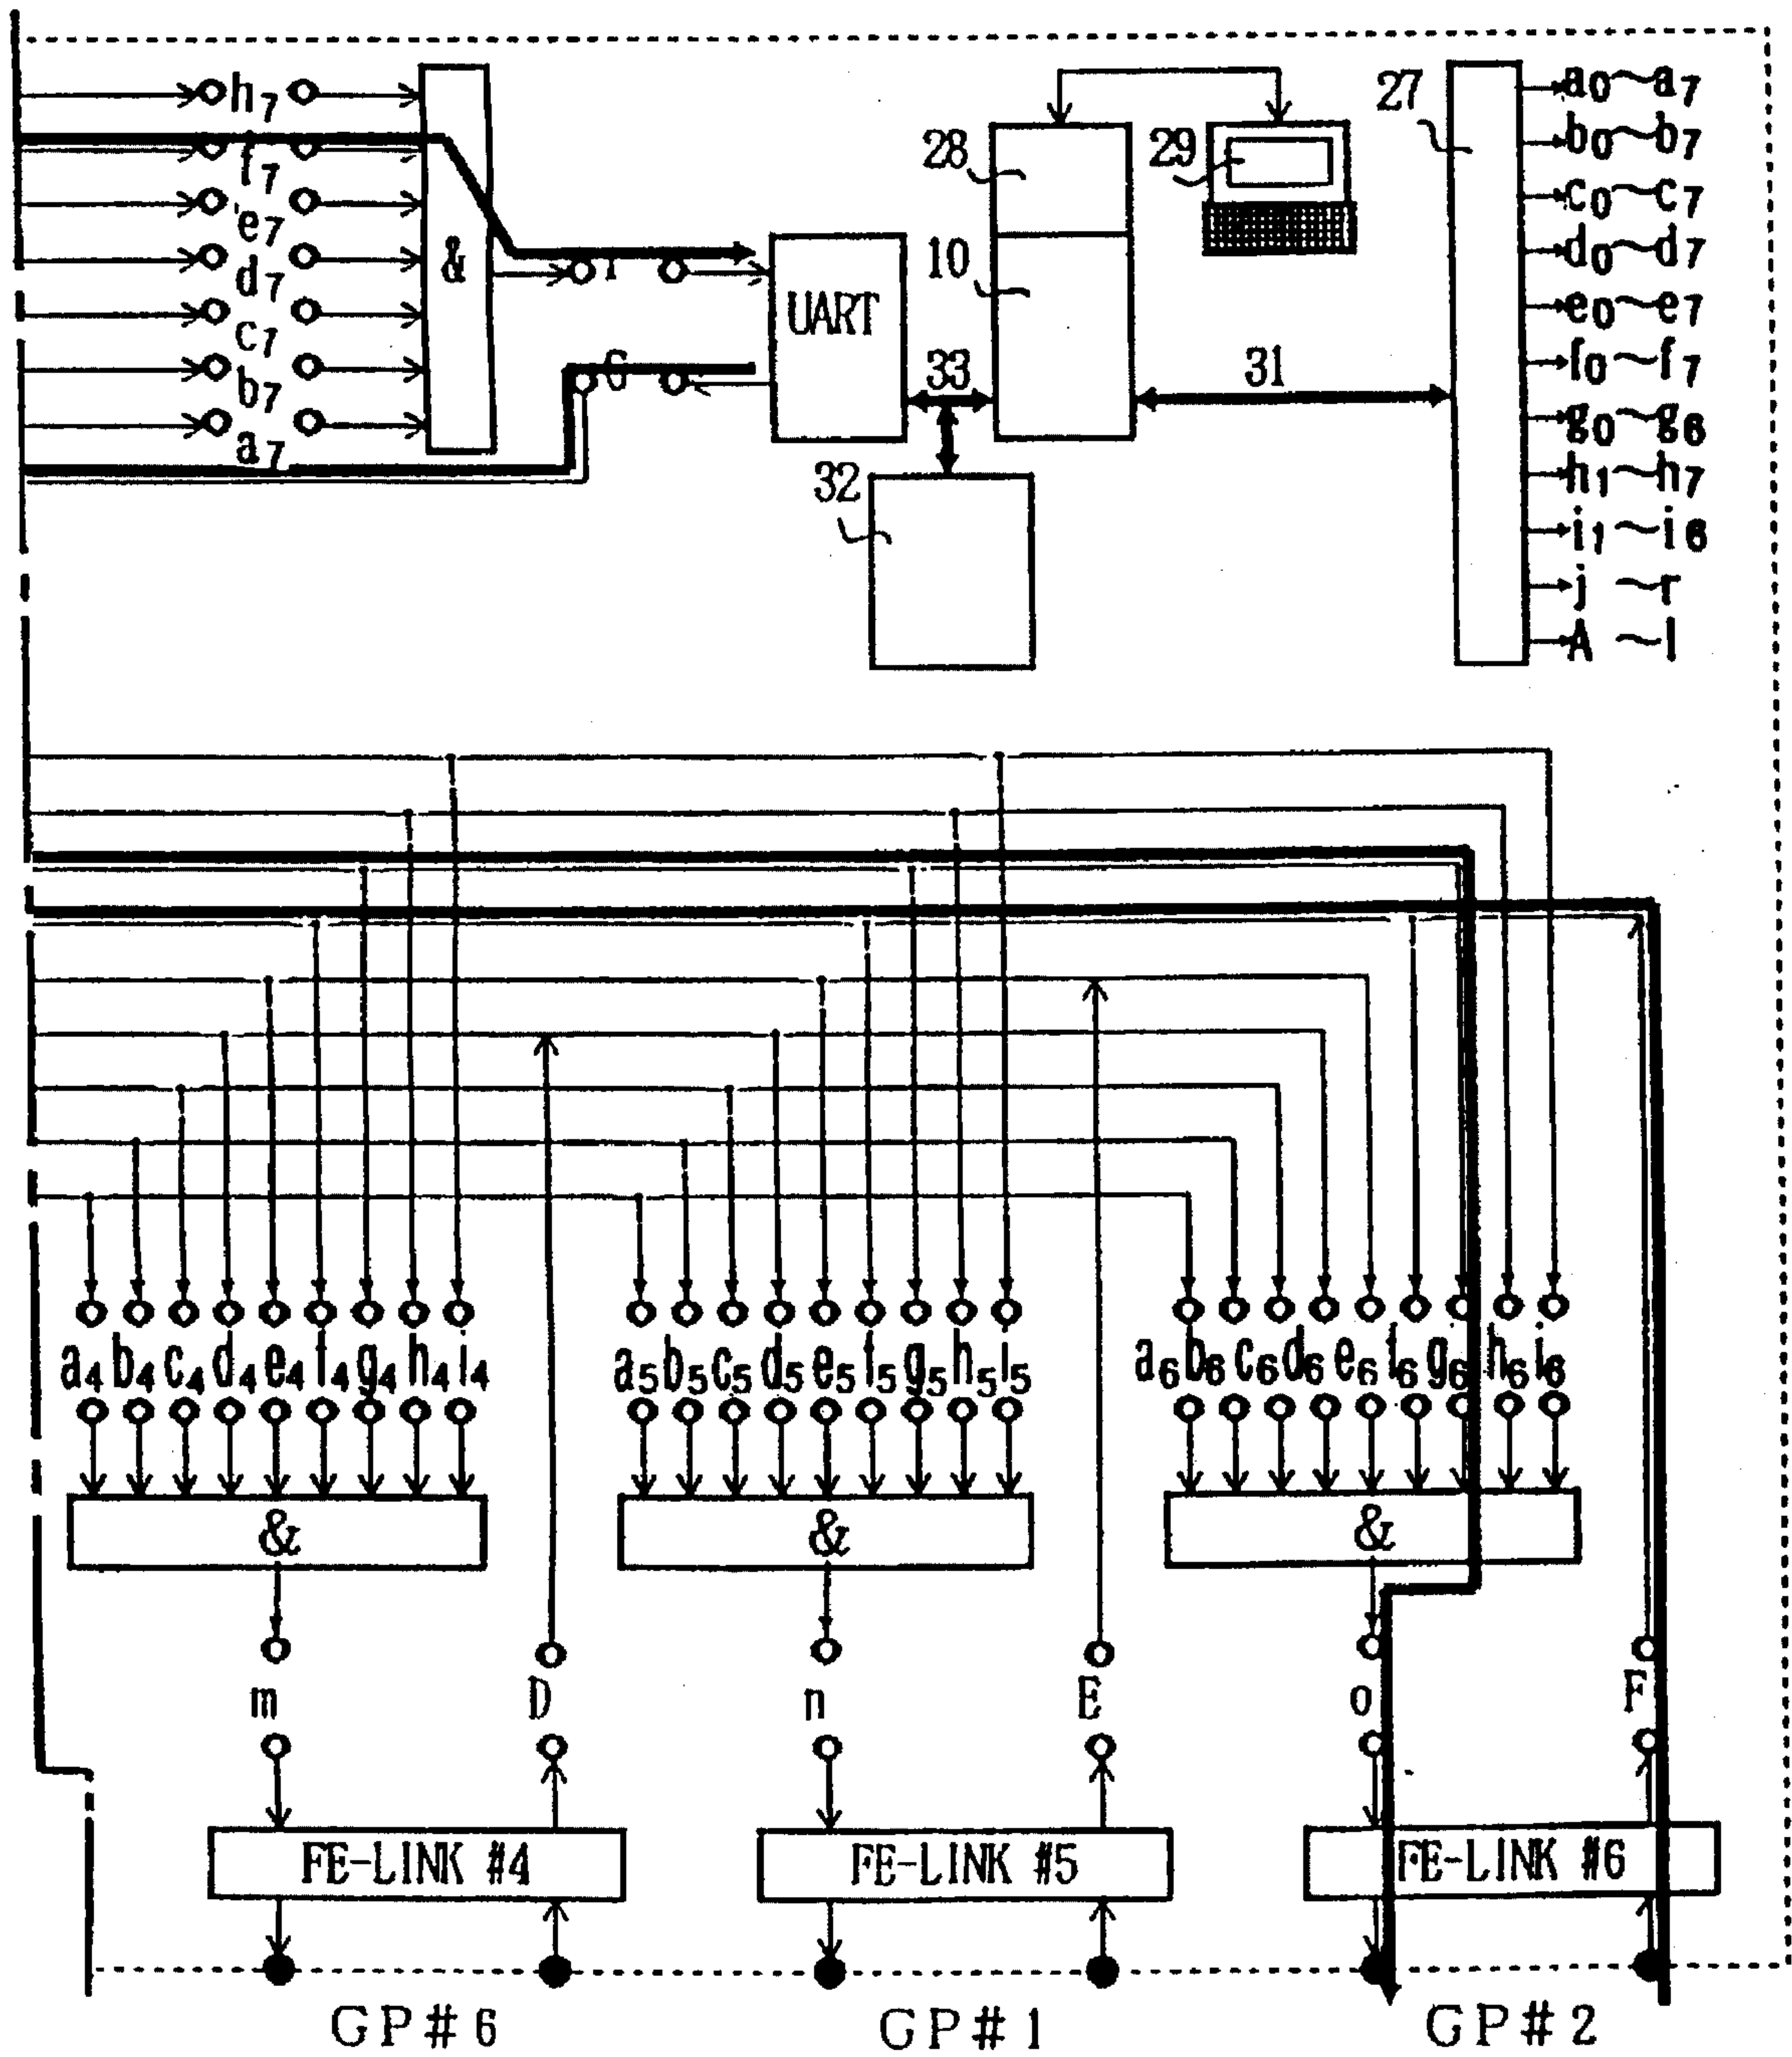 h7
f7
e7
d7
c7
b7
a7
&
I
G
UART
33
28
10
29
31
32
27
a0~a7
b0~b7
c0~c7
d0~d7
e0~e7
f0~f7
g0~g6
h1~h7
i1~i6
j ~r
A ~I
a4 b4 c4 d4 e4 f4 g4 h4 i4
a5 b5 c5 d5 e5 f5 g5 h5 i5
a6 b6 c6 d6 e6 f6 g6 h6 i6
& & &
m D n E o F
FE-LINK #4 FE-LINK #5 FE-LINK #6
GP#6 GP#1 GP#2